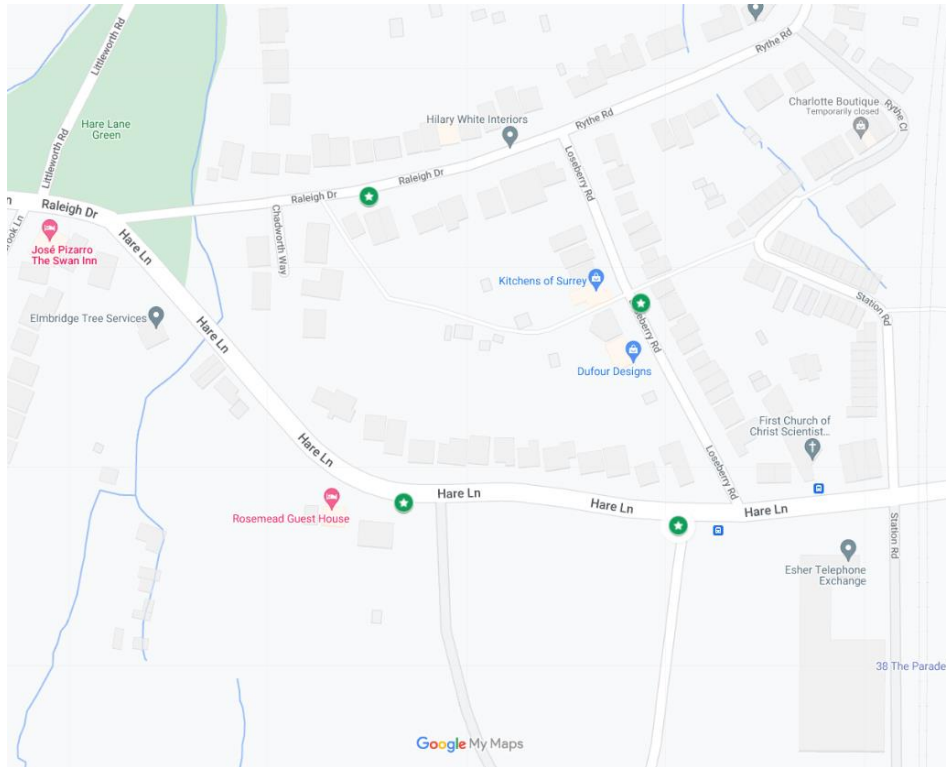 Littleworth Rd
Rythe Rd
Hare Lane
Green
Hilary White Interiors
Charlotte Boutique
Temporarily closed
Rythe Rd
Rythe Cl
Loseberry Rd
Littleworth Rd
Raleigh Dr
Raleigh Dr
Raleigh Dr
Chadworth Way
Hare Ln
José Pizarro
The Swan Inn
Kitchens of Surrey
Station Rd
Elmbridge Tree Services
Hare Ln
Loseberry Rd
Dufour Designs
First Church of
Christ Scientist...
Hare Ln
Loseberry Rd
Hare Ln
Hare Ln
Hare Ln
Rosemead Guest House
Station Rd
Esher Telephone
Exchange
38 The Parade
Google My Maps